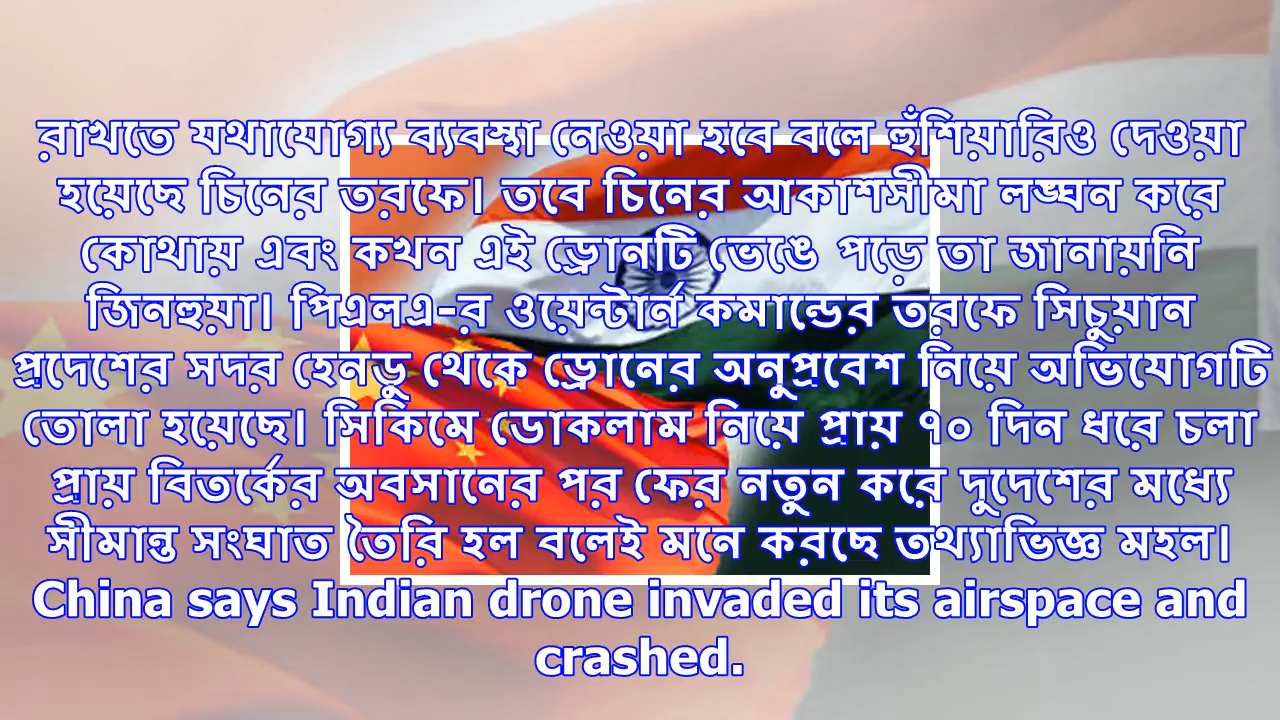 রাখতে যথাযোগ্য ব্যবস্থা নেওয়া হবে বলে হুঁশিয়ারিও দেওয়া
হয়েছে চিনের তরফে। তবে চিনের আকাশসীমা লঙ্ঘন করে
কোথায় এবং কখন এই ড্রোনটি ভেঙে পড়ে তা জানায়নি
জিনহুয়া। পিএলএ-র ওয়েন্টার্ন কমান্ডের তরফে সিচুয়ান
প্রদেশের সদর হেনডু থেকে ড্রোনের অনুপ্রবেশ নিয়ে অভিযোগটি
তোলা হয়েছে। সিকিমে ডোকলাম নিয়ে প্রায় ৭০ দিন ধরে চলা
প্রায় বিতর্কের অবসানের পর ফের নতুন করে দুদেশের মধ্যে
সীমান্ত সংঘাত তৈরি হল বলেই মনে করছে তথ্যাভিজ্ঞ মহল।
China says Indian drone invaded its airspace and
crashed.